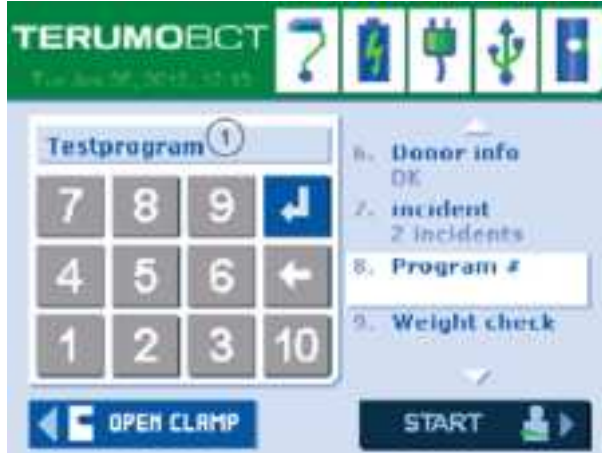 TERUMOBCT
Testprogram 1
7 8 9
4 5 6
1 2 3 10
OPEN CLAMP
6. Donor info
OK
7. incident
2 incidents
8. Program #
9. Weight check
START